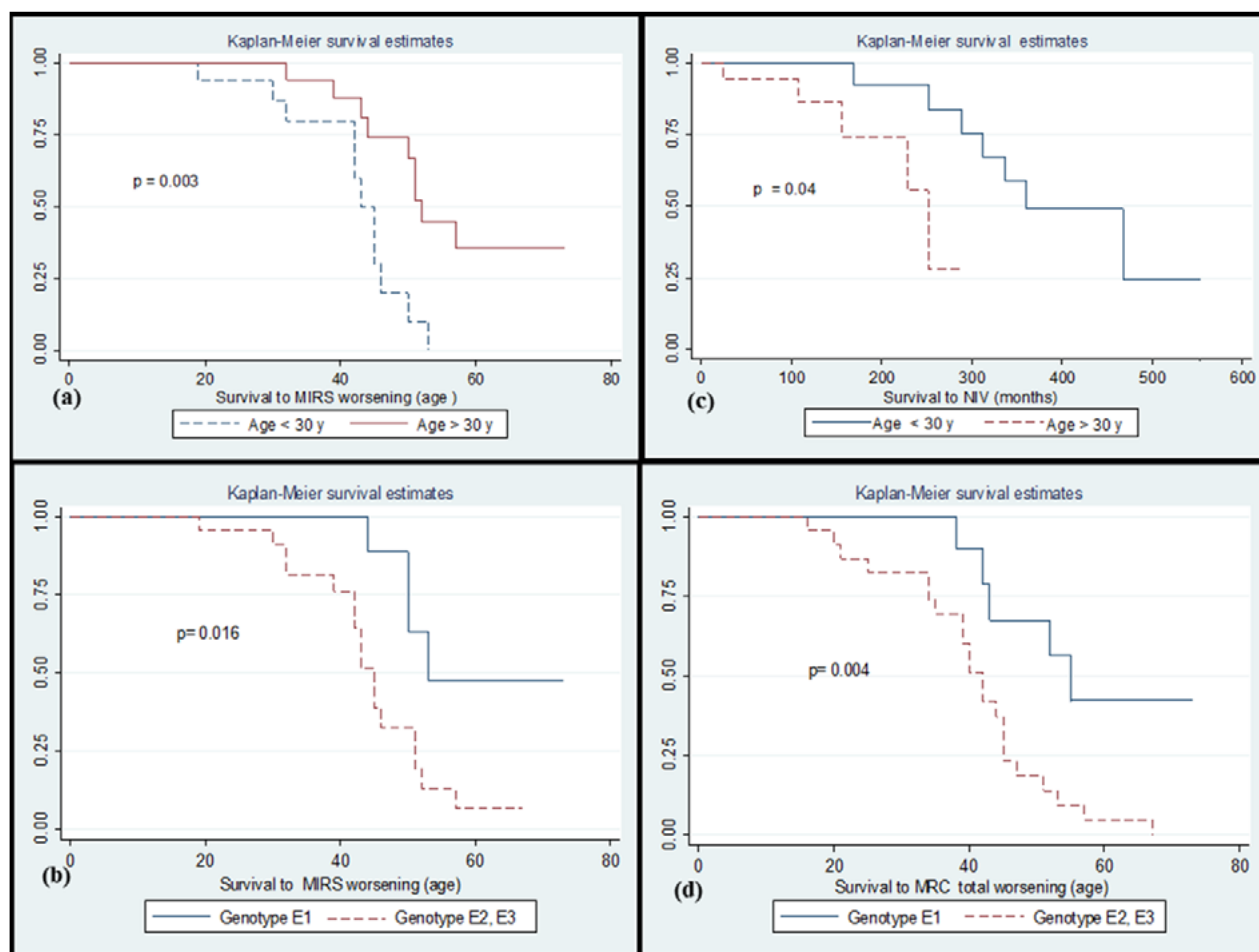 Kaplan-Meier survival estimates
1.00
0.75
p = 0.003
0.50
0.25
0.00
0 20 40 60 80
Survival to MIRS worsening (age )
(a)
Age < 30 y Age > 30 y
Kaplan-Meier survival estimates
1.00
0.75
p = 0.04
0.50
0.25
0.00
0 100 200 300 400 500 600
Survival to NIV (months)
(c)
Age < 30 y Age > 30 y
Kaplan-Meier survival estimates
1.00
0.75
p= 0.016
0.50
0.25
0.00
0 20 40 60 80
(b)
Survival to MIRS worsening (age)
Genotype E1 Genotype E2, E3
Kaplan-Meier survival estimates
1.00
0.75
p= 0.004
0.50
0.25
0.00
0 20 40 60 80
(d)
Survival to MRC total worsening (age)
Genotype E1 Genotype E2, E3